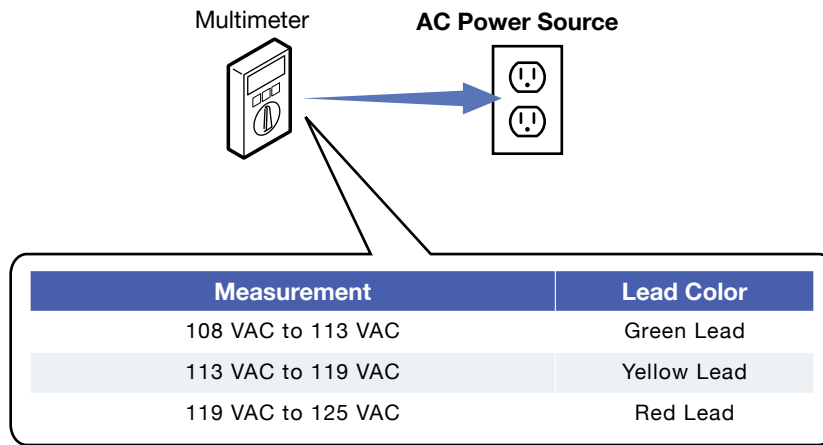 Multimeter AC Power Source
Measurement Lead Color
108 VAC to 113 VAC Green Lead
113 VAC to 119 VAC Yellow Lead
119 VAC to 125 VAC Red Lead